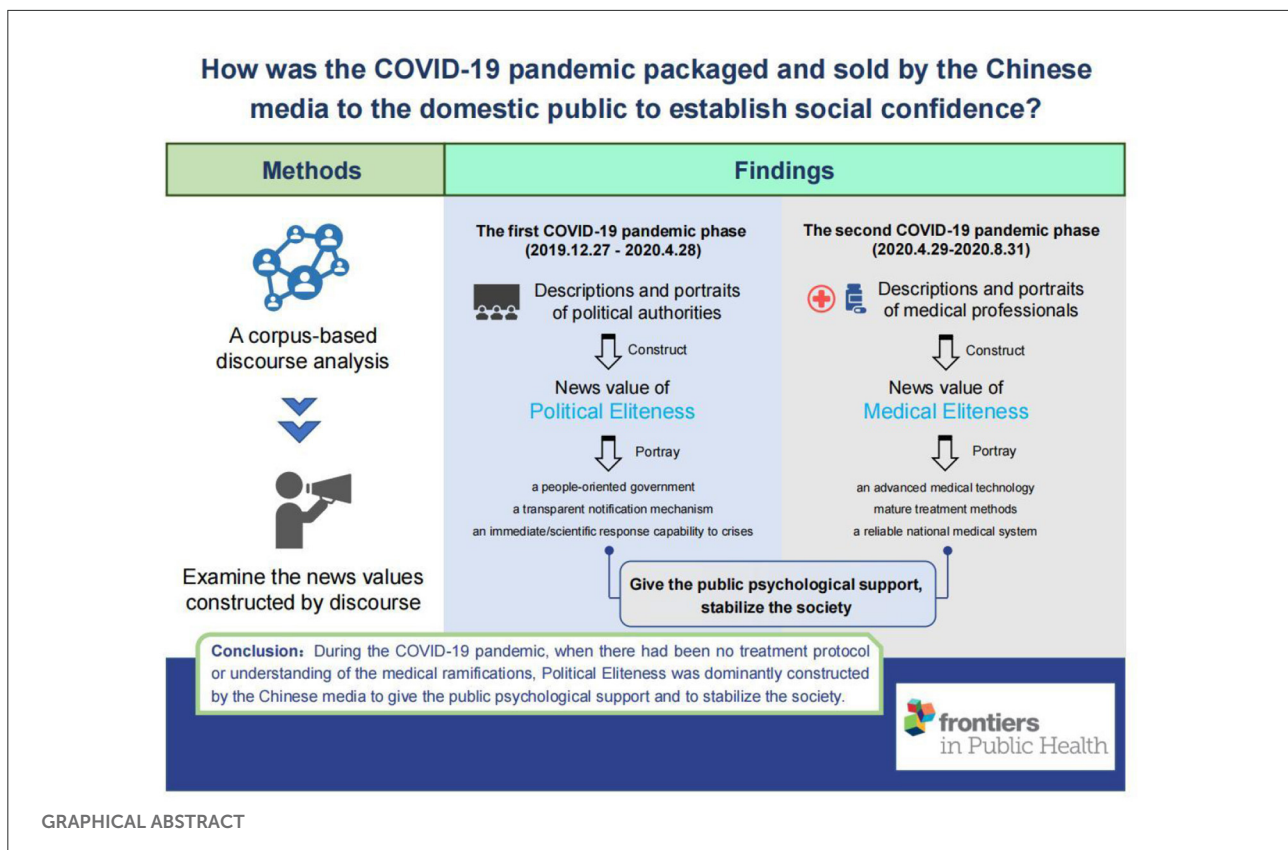 How was the COVID-19 pandemic packaged and sold by the Chinese
media to the domestic public to establish social confidence?
Methods
Findings
A corpus-based
discourse analysis
Examine the news values
constructed by discourse
The first COVID-19 pandemic phase
(2019.12.27 - 2020.4.28)
Descriptions and portraits
of political authorities
Construct
News value of
Political Eliteness
Portray
a people-oriented government
a transparent notification mechanism
an immediate/scientific response capability to crises
The second COVID-19 pandemic phase
(2020.4.29-2020.8.31)
Descriptions and portraits
of medical professionals
Construct
News value of
Medical Eliteness
Portray
an advanced medical technology
mature treatment methods
a reliable national medical system
Give the public psychological support,
stabilize the society
Conclusion: During the COVID-19 pandemic, when there had been no treatment protocol
or understanding of the medical ramifications, Political Eliteness was dominantly constructed
by the Chinese media to give the public psychological support and to stabilize the society.
frontiers
in Public Health
GRAPHICAL ABSTRACT